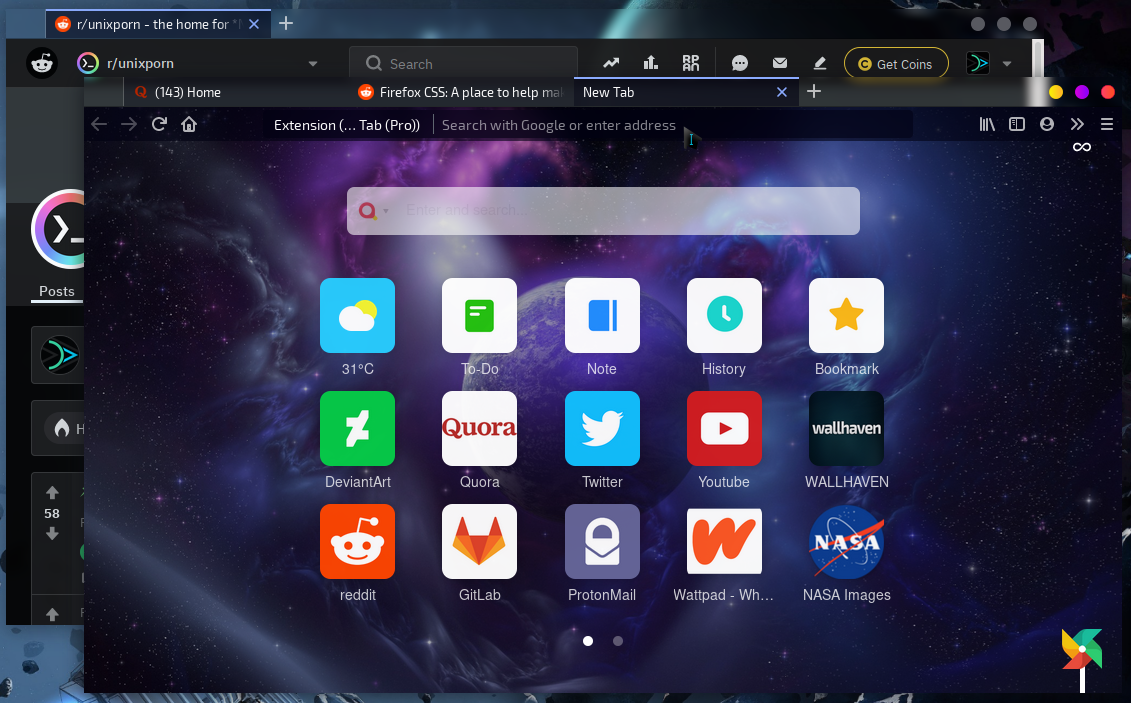 r/unixporn - the home for "
r/unixporn
Search
Get Coins
(143) Home
Firefox CSS: A place to help ma
New Tab
Extension (... Tab (Pro))
Search with Google or enter address
Enter and search...
Posts
31°C
To-Do
Note
History
Bookmark
H
Quora
wallhaven
DeviantArt
Quora
Twitter
Youtube
WALLHAVEN
58
NASA
reddit
GitLab
ProtonMail
Wattpad - Wh...
NASA Images